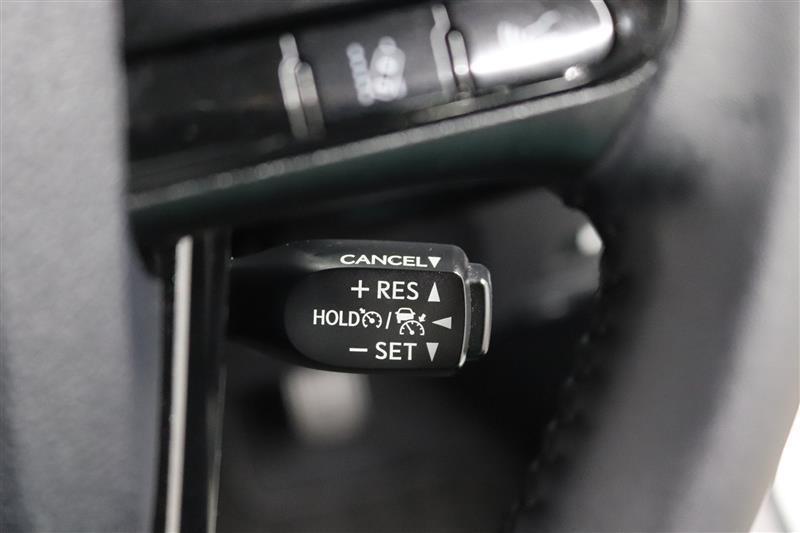 CANCEL▼
+ RES ▲
HOLD / ◄
− SET ▼